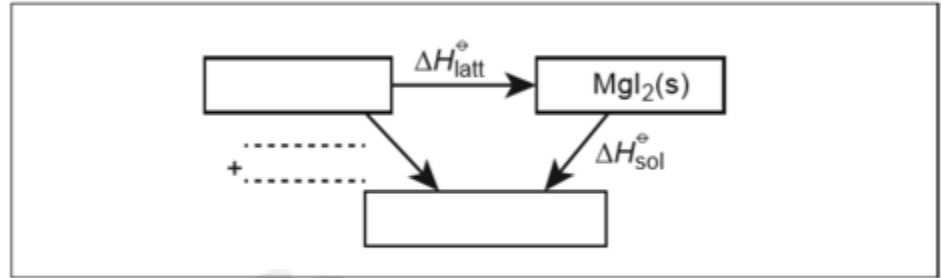 ΔH⦵latt
MgI2(s)
ΔH⦵sol
+